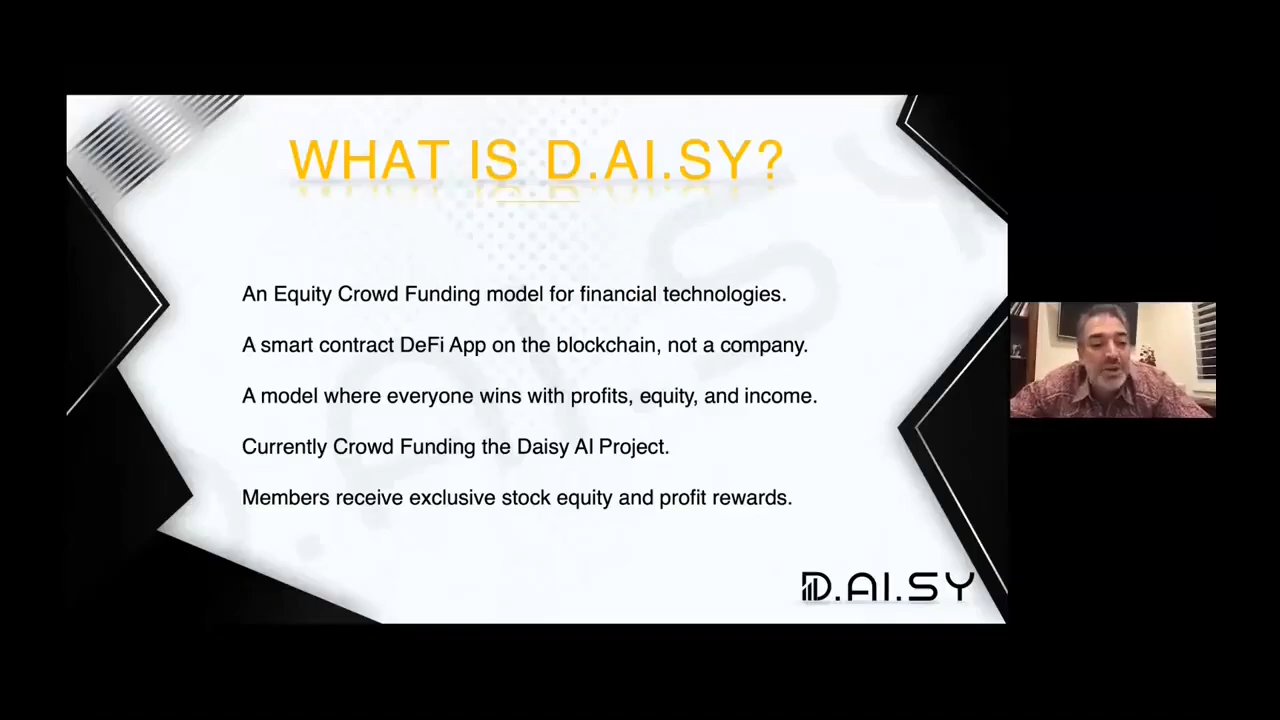 WHAT IS D.AI.SY?
An Equity Crowd Funding model for financial technologies.
A smart contract DeFi App on the blockchain, not a company.
A model where everyone wins with profits, equity, and income.
Currently Crowd Funding the Daisy AI Project.
Members receive exclusive stock equity and profit rewards.
D.AI.SY